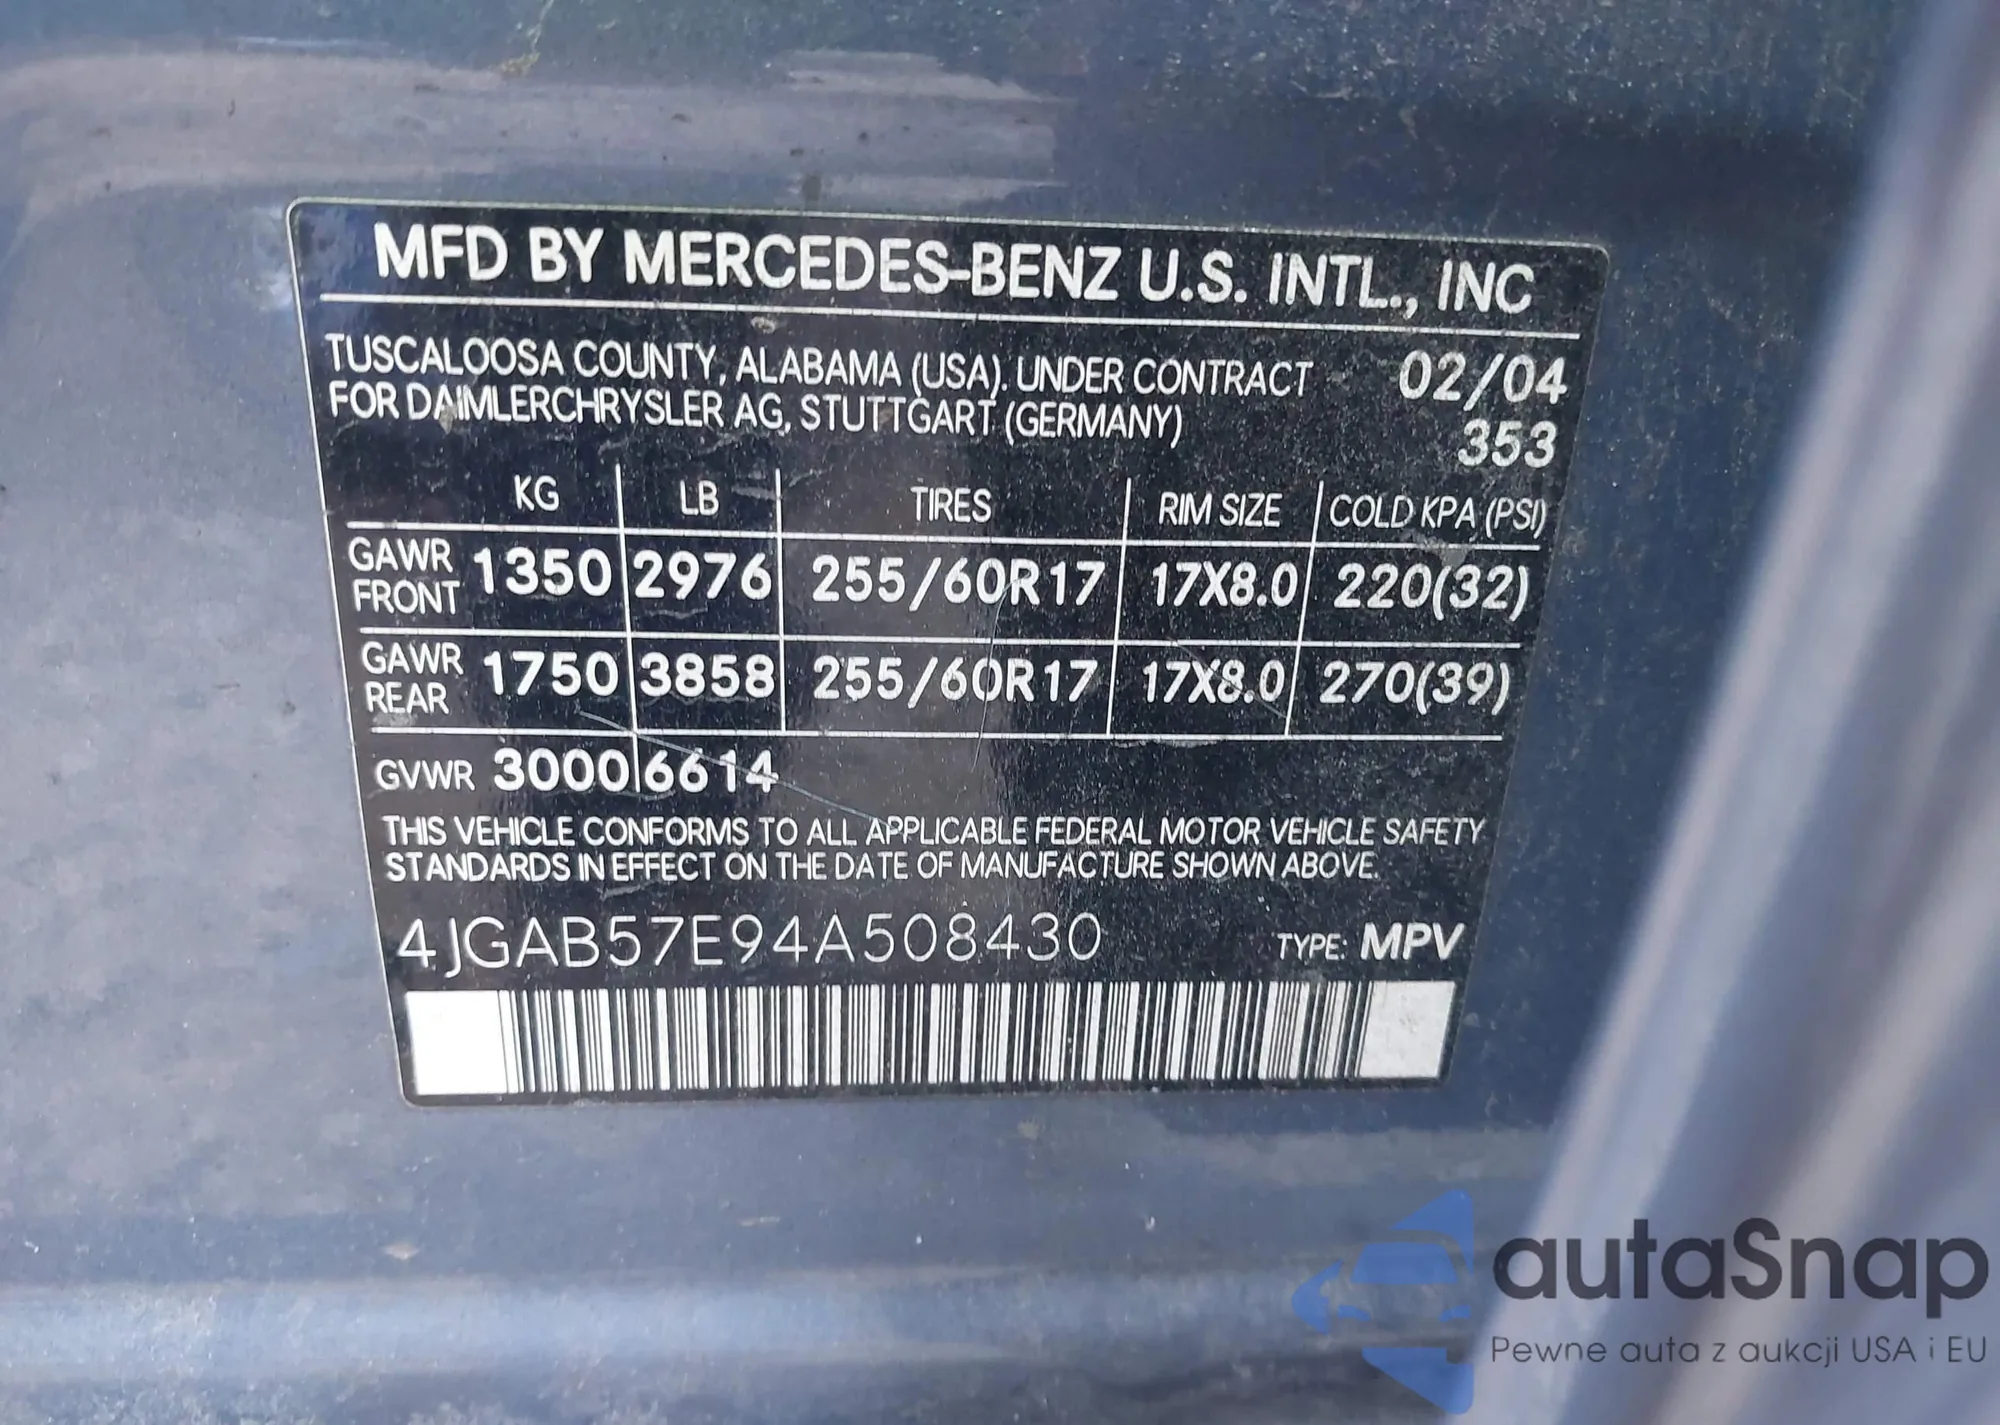 MFD BY MERCEDES-BENZ U.S. INTL., INC
TUSCALOOSA COUNTY, ALABAMA (USA). UNDER CONTRACT 02/04
FOR DAIMLERCHRYSLER AG, STUTTGART (GERMANY)
353
KG LB TIRES RIM SIZE COLD KPA (PSI)
GAWR FRONT 1350 2976 255/60R17 17X8.0 220(32)
GAWR REAR 1750 3858 255/60R17 17X8.0 270(39)
GVWR 3000 6614
THIS VEHICLE CONFORMS TO ALL APPLICABLE FEDERAL MOTOR VEHICLE SAFETY
STANDARDS IN EFFECT ON THE DATE OF MANUFACTURE SHOWN ABOVE.
4JGAB57E94A508430 TYPE: MPV
autaSnap
Pewne auta z aukcji USA i EU